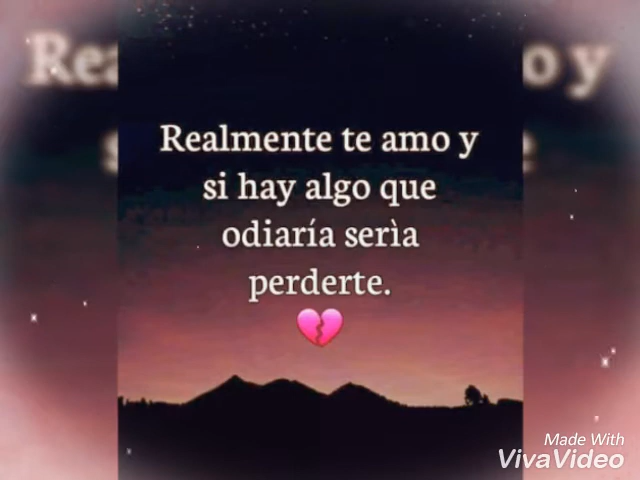 Realmente te amo y
si hay algo que
odiaría serìa
perderte.
💔
Made With
VivaVideo